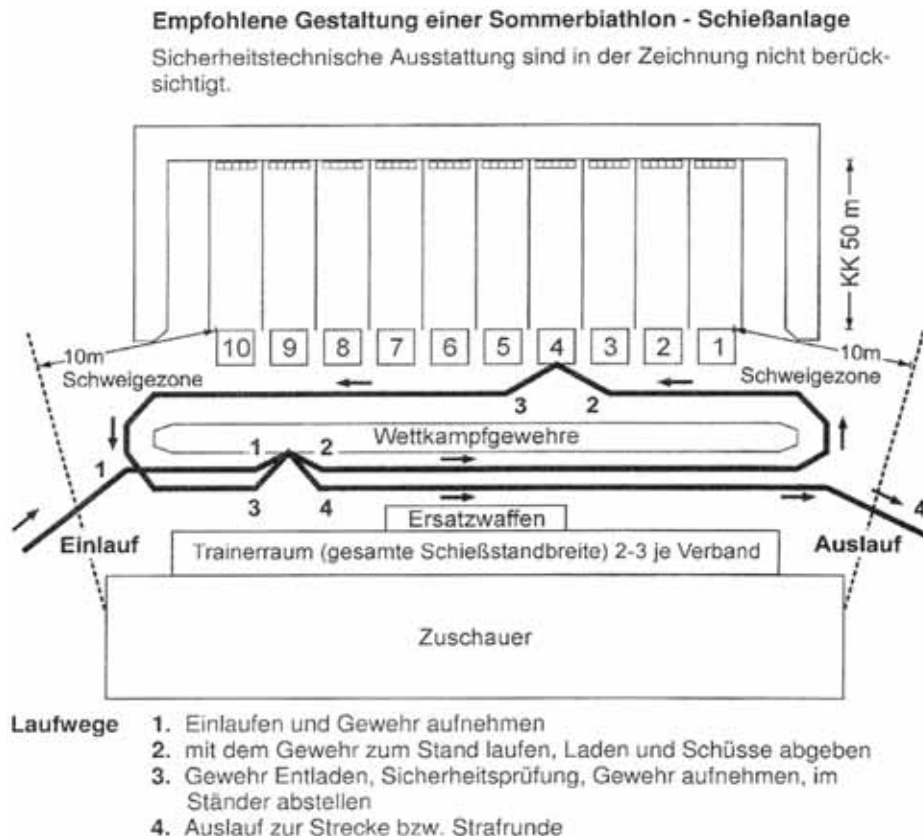 Empfohlene Gestaltung einer Sommerbiathlon - Schießanlage
Sicherheitstechnische Ausstattung sind in der Zeichnung nicht berück-
sichtigt.
KK 50 m
10m
10 9 8 7 6 5 4 3 2 1
10m
Schweigezone
Schweigezone
3 2
Wettkampfgewehre
1
1 2
3 4
4
Ersatzwaffen
Einlauf
Trainerraum (gesamte Schießstandbreite) 2-3 je Verband
Auslauf
Zuschauer
Laufwege 1. Einlaufen und Gewehr aufnehmen
2. mit dem Gewehr zum Stand laufen, Laden und Schüsse abgeben
3. Gewehr Entladen, Sicherheitsprüfung, Gewehr aufnehmen, im
Ständer abstellen
4. Auslauf zur Strecke bzw. Strafrunde